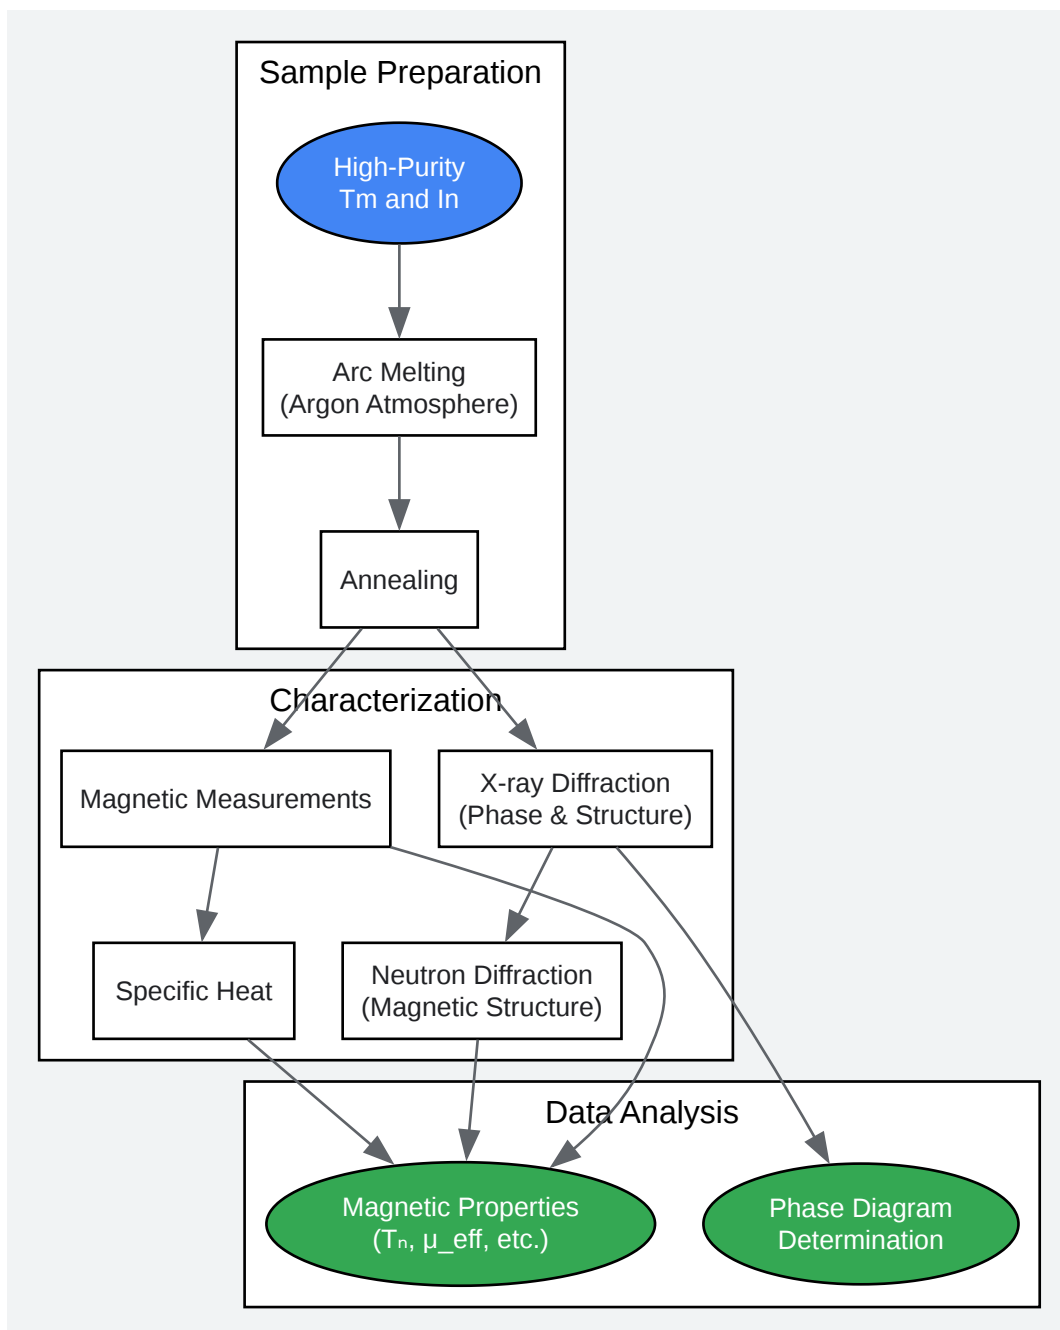 Sample Preparation
High-Purity
Tm and In
Arc Melting
(Argon Atmosphere)
Annealing
Characterization
Magnetic Measurements
X-ray Diffraction
(Phase & Structure)
Specific Heat
Neutron Diffraction
(Magnetic Structure)
Data Analysis
Magnetic Properties
(Tₙ, μ_eff, etc.)
Phase Diagram
Determination